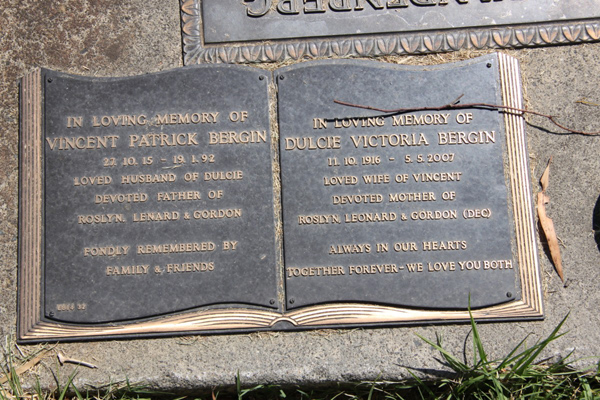 IN LOVING MEMORY OF
VINCENT PATRICK BERGIN
27. 10. 15 - 19. 1. 92
LOVED HUSBAND OF DULCIE
DEVOTED FATHER OF
ROSLYN, LENARD & GORDON
FONDLY REMEMBERED BY
FAMILY & FRIENDS
IN LOVING MEMORY OF
DULCIE VICTORIA BERGIN
11. 10. 1916 - 5. 5. 2007
LOVED WIFE OF VINCENT
DEVOTED MOTHER OF
ROSLYN, LEONARD & GORDON (DEC)
ALWAYS IN OUR HEARTS
TOGETHER FOREVER - WE LOVE YOU BOTH